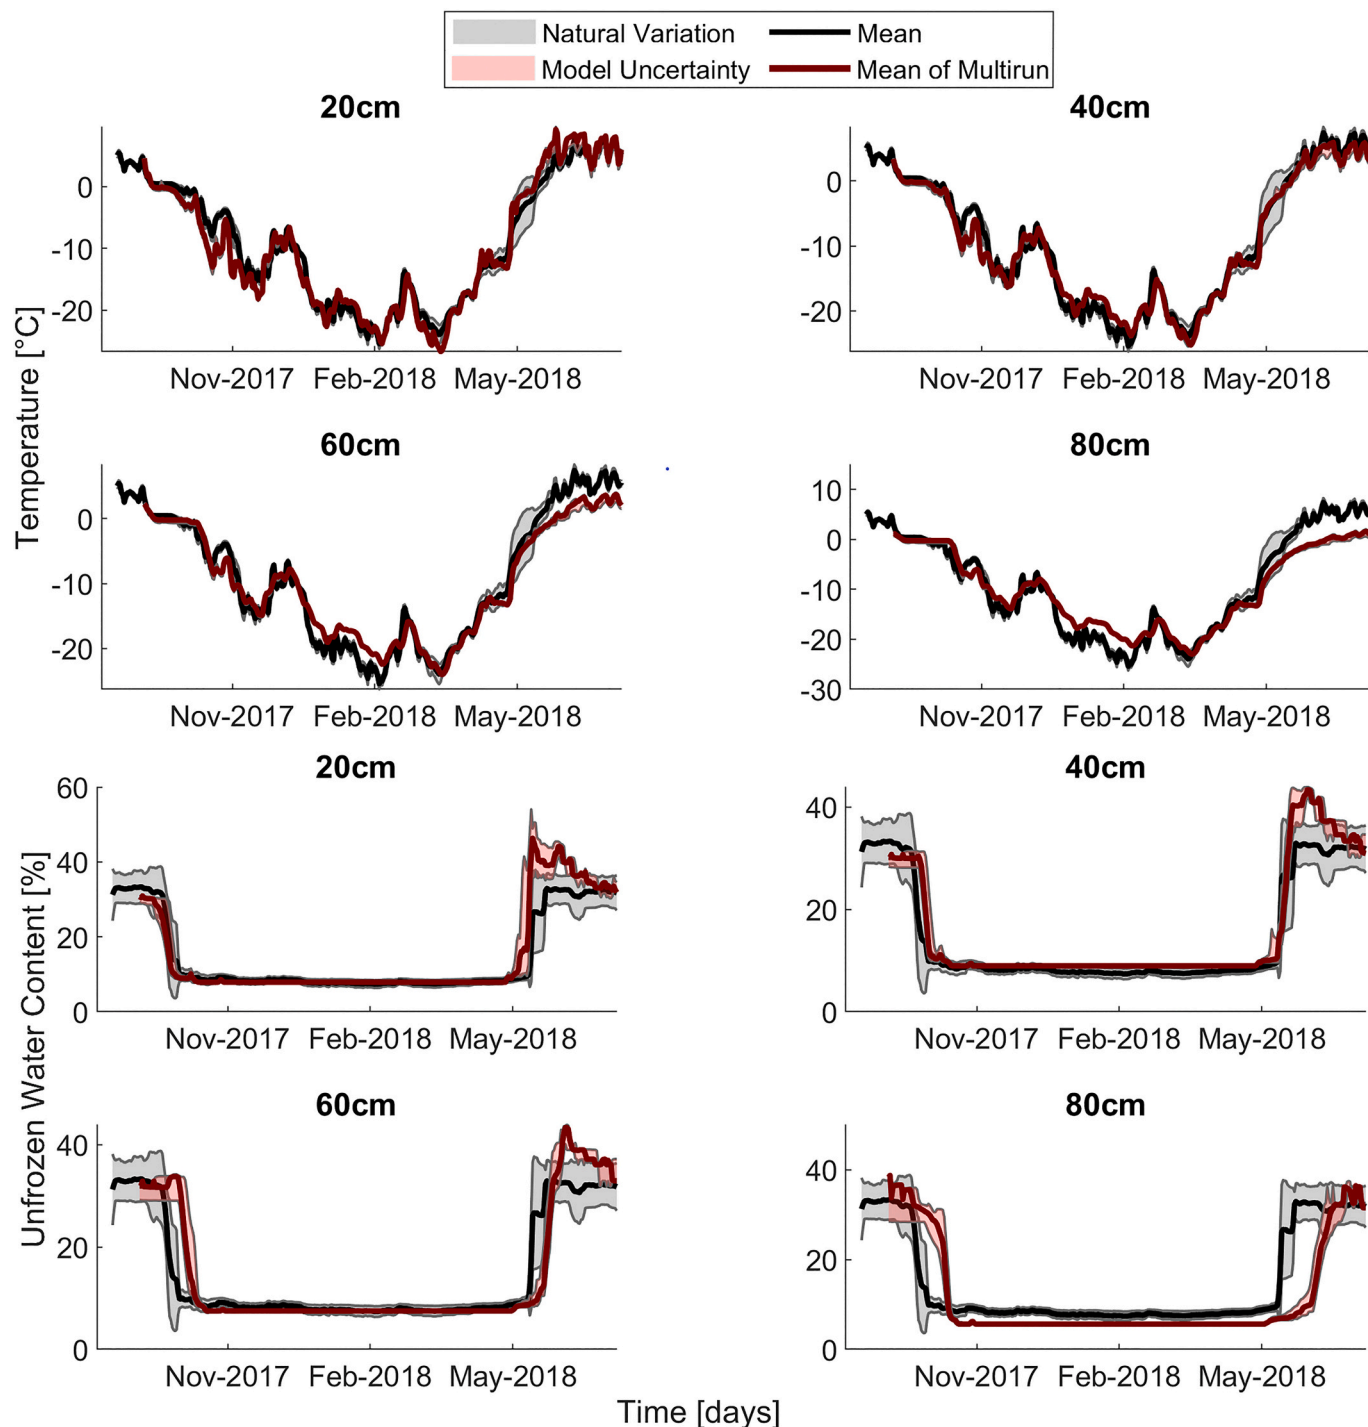 Natural Variation Mean
Model Uncertainty Mean of Multirun
20cm 40cm
0 0
-10 -10
-20 -20
Nov-2017 Feb-2018 May-2018 Nov-2017 Feb-2018 May-2018
Temperature [°C]
60cm 80cm
0 10
-10 0
-20 -10
-20
-30
Nov-2017 Feb-2018 May-2018 Nov-2017 Feb-2018 May-2018
20cm 40cm
60 40
40 20
20 0
0
Nov-2017 Feb-2018 May-2018 Nov-2017 Feb-2018 May-2018
Unfrozen Water Content [%]
60cm 80cm
40 40
20 20
0 0
Nov-2017 Feb-2018 May-2018 Nov-2017 Feb-2018 May-2018
Time [days]